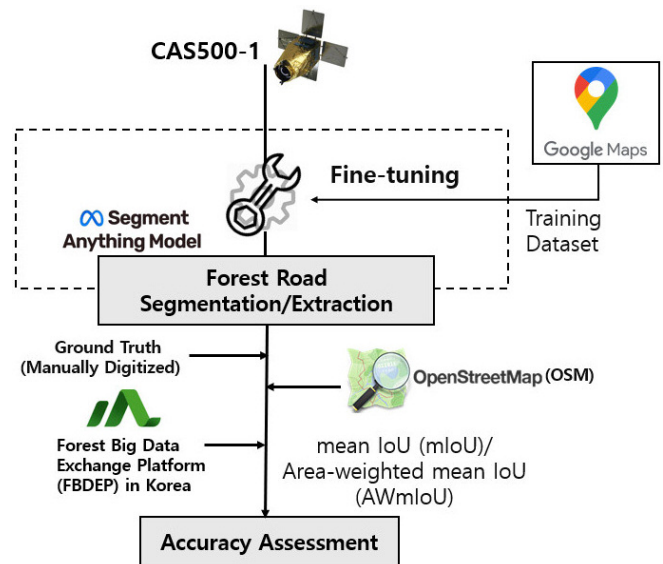 CAS500-1
Google Maps
Fine-tuning
Training
Dataset
Segment
Anything Model
Forest Road
Segmentation/Extraction
Ground Truth
(Manually Digitized)
OpenStreetMap (OSM)
Forest Big Data
Exchange Platform
(FBDEP) in Korea
mean IoU (mIoU)/
Area-weighted mean IoU
(AWmIoU)
Accuracy Assessment